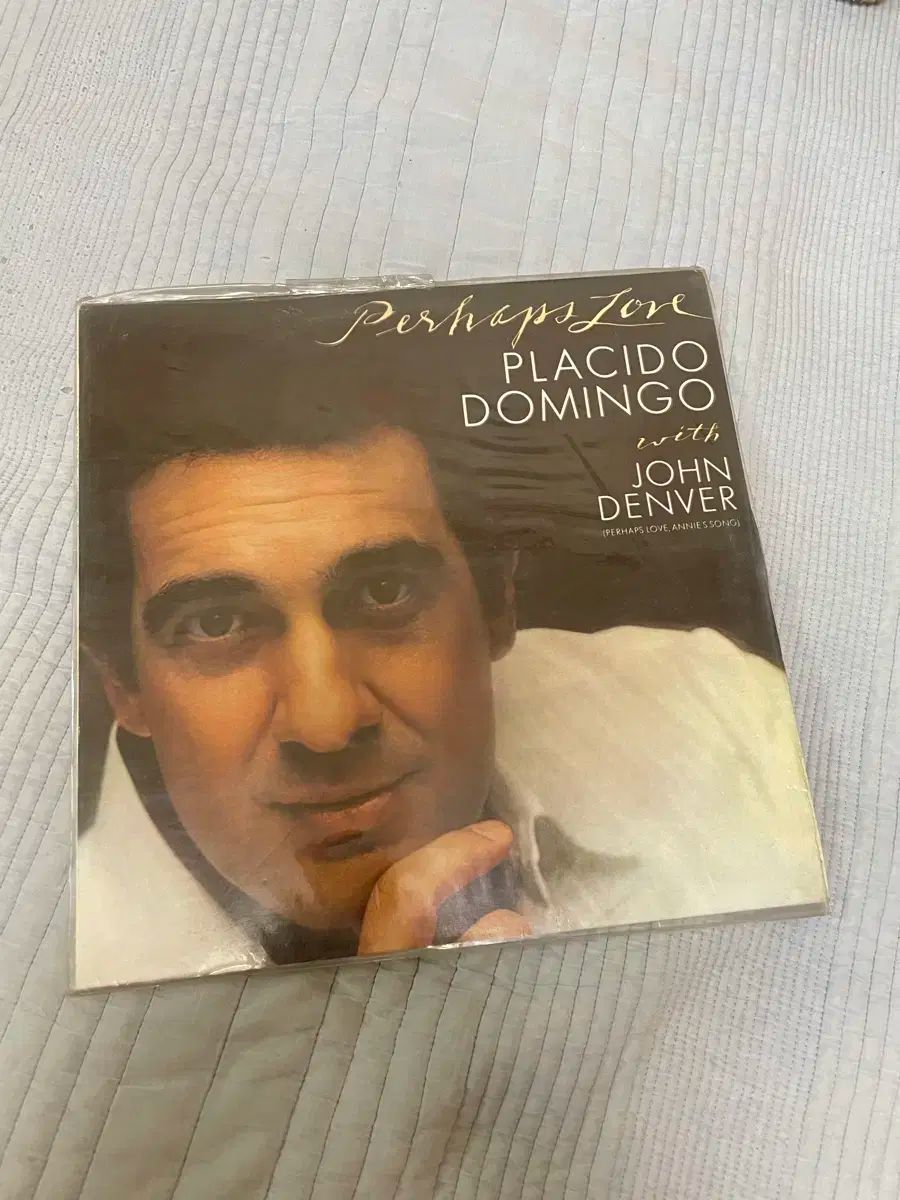 Perhaps Love
PLACIDO
DOMINGO
with
JOHN
DENVER
(PERHAPS LOVE, ANNIE'S SONG)